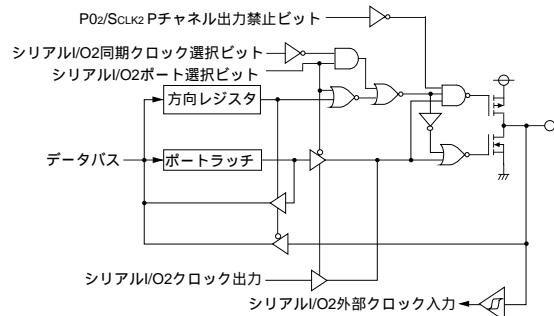 P02/SCLK2 Pチャネル出力禁止ビット
シリアルI/O2同期クロック選択ビット
シリアルI/O2ポート選択ビット
方向レジスタ
データバス
ポートラッチ
シリアルI/O2クロック出力
シリアルI/O2外部クロック入力